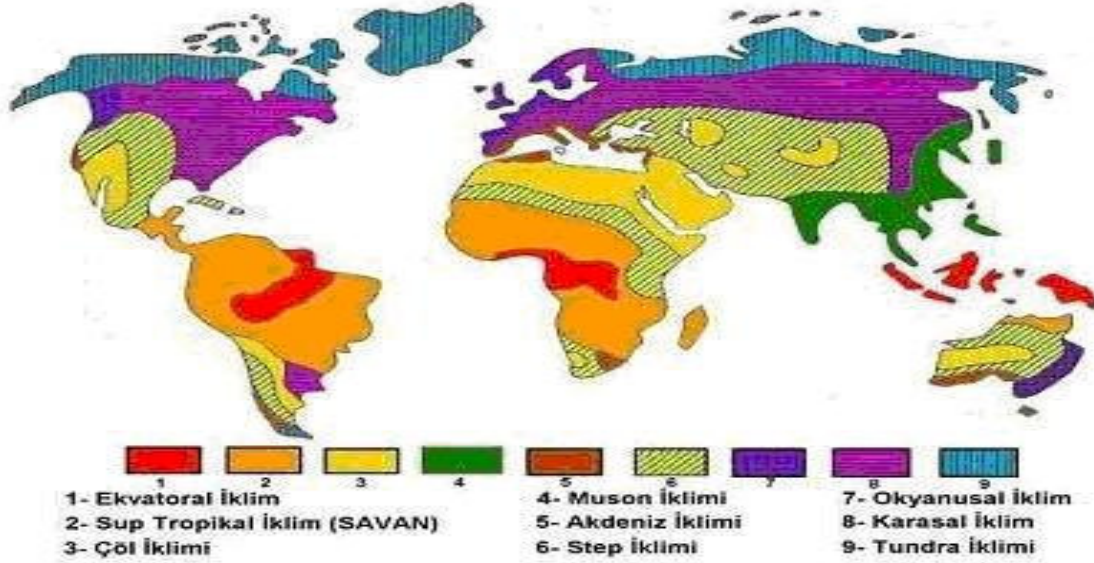 1 2 3 4 5 6 7 8 9
1- Ekvatoral İklim
2- Sup Tropikal İklim (SAVAN)
3- Çöl İklimi
4- Muson İklimi
5- Akdeniz İklimi
6- Step İklimi
7- Okyanusal İklim
8- Karasal İklim
9- Tundra İklimi